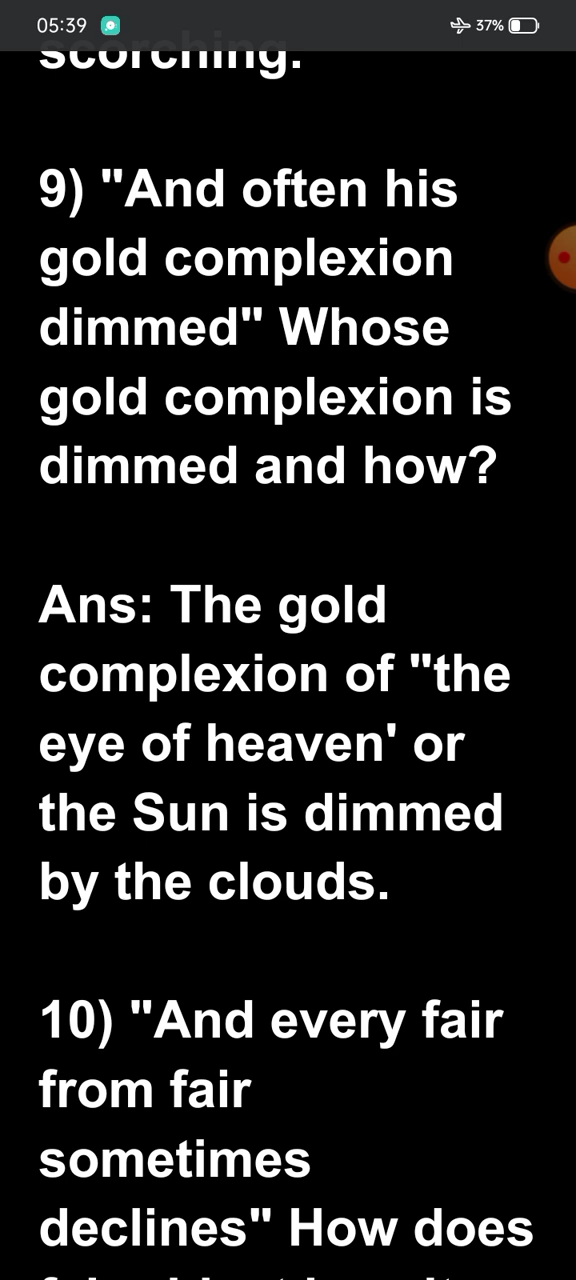 05:39
37%
scorching.
9) "And often his
gold complexion
dimmed" Whose
gold complexion is
dimmed and how?
Ans: The gold
complexion of "the
eye of heaven' or
the Sun is dimmed
by the clouds.
10) "And every fair
from fair
sometimes
declines" How does